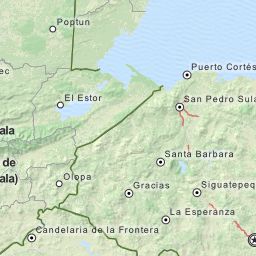 Poptun
ec
Puerto Cortés
El Estor
San Pedro Sula
ala
Santa Barbara
de
ala)
Olopa
Gracias
Siguatepequ
La Esperanza
Candelaria de la Frontera